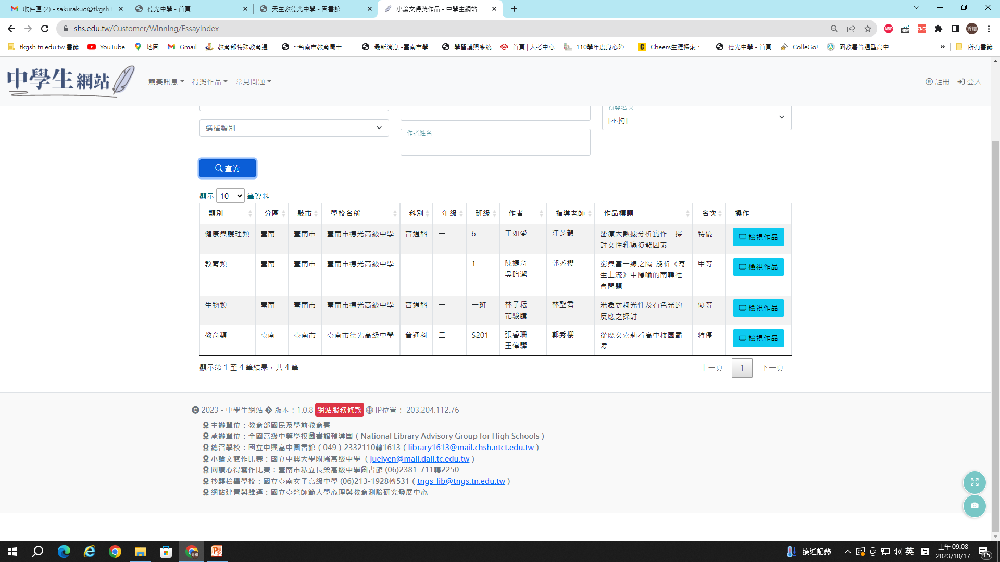 收件匣 (2) - sakurakuo@tkgsh.
德光中學 - 首頁
天主教德光中學 - 圖書館
小論文得獎作品 - 中學生網站
shs.edu.tw/Customer/Winning/EssayIndex
ABP
NEW
秀櫻
tkgsh.tn.edu.tw 書籤
YouTube
地圖
Gmail
教育部特殊教育通...
:::台南市教育局十二...
最新消息 -臺南市學...
學習護照系統
首頁 | 大考中心
110學年度身心障...
Cheers生涯探索：...
德光中學 - 首頁
ColleGo!
國教署普通型高中...
»
所有書籤
中學生網站
競賽訊息
得獎作品
常見問題
註冊
登入
得獎名次
選擇類別
[不拘]
作者姓名
查詢
顯示 10 筆資料
類別 分區 縣市 學校名稱 科別 年級 班級 作者 指導老師 作品標題 名次 操作
健康與護理類 臺南 臺南市 臺南市德光高級中學 普通科 一 6 王如愛 江芝韻 醫療大數據分析實作 - 探 特優 檢視作品
討女性乳癌復發因素
教育類 臺南 臺南市 臺南市德光高級中學 二 1 陳婕寗 郭秀櫻 窮與富一線之隔-淺析《寄 甲等 檢視作品
吳昀潔 生上流》中隱喻的南韓社
會問題
生物類 臺南 臺南市 臺南市德光高級中學 普通科 一 一班 林子耘 林聖君 米象對趨光性及有色光的 優等 檢視作品
花駿騰 反應之探討
教育類 臺南 臺南市 臺南市德光高級中學 普通科 二 S201 張睿珊 郭秀櫻 從魔女嘉莉看高中校園霸 特優 檢視作品
王偉驊 凌
顯示第 1 至 4 筆結果，共 4 筆
上一頁 1 下一頁
2023 - 中學生網站 版本：1.0.8 網站服務條款 IP位置： 203.204.112.76
主辦單位：教育部國民及學前教育署
承辦單位：全國高級中等學校圖書館輔導團 ( National Library Advisory Group for High Schools )
總召學校：國立中興高中圖書館 ( 049 ) 2332110轉1613 ( library1613@mail.chsh.ntct.edu.tw )
小論文寫作比賽：國立中興大學附屬高級中學 ( jueiyen@mail.dali.tc.edu.tw )
閱讀心得寫作比賽：臺南市私立長榮高級中學圖書館 (06)2381-711轉2250
抄襲檢舉學校：國立臺南女子高級中學 (06)213-1928轉531 ( tngs_lib@tngs.tn.edu.tw )
網站建置與維運：國立臺灣師範大學心理與教育測驗研究發展中心
接近記錄
英
上午 09:08
2023/10/17
15